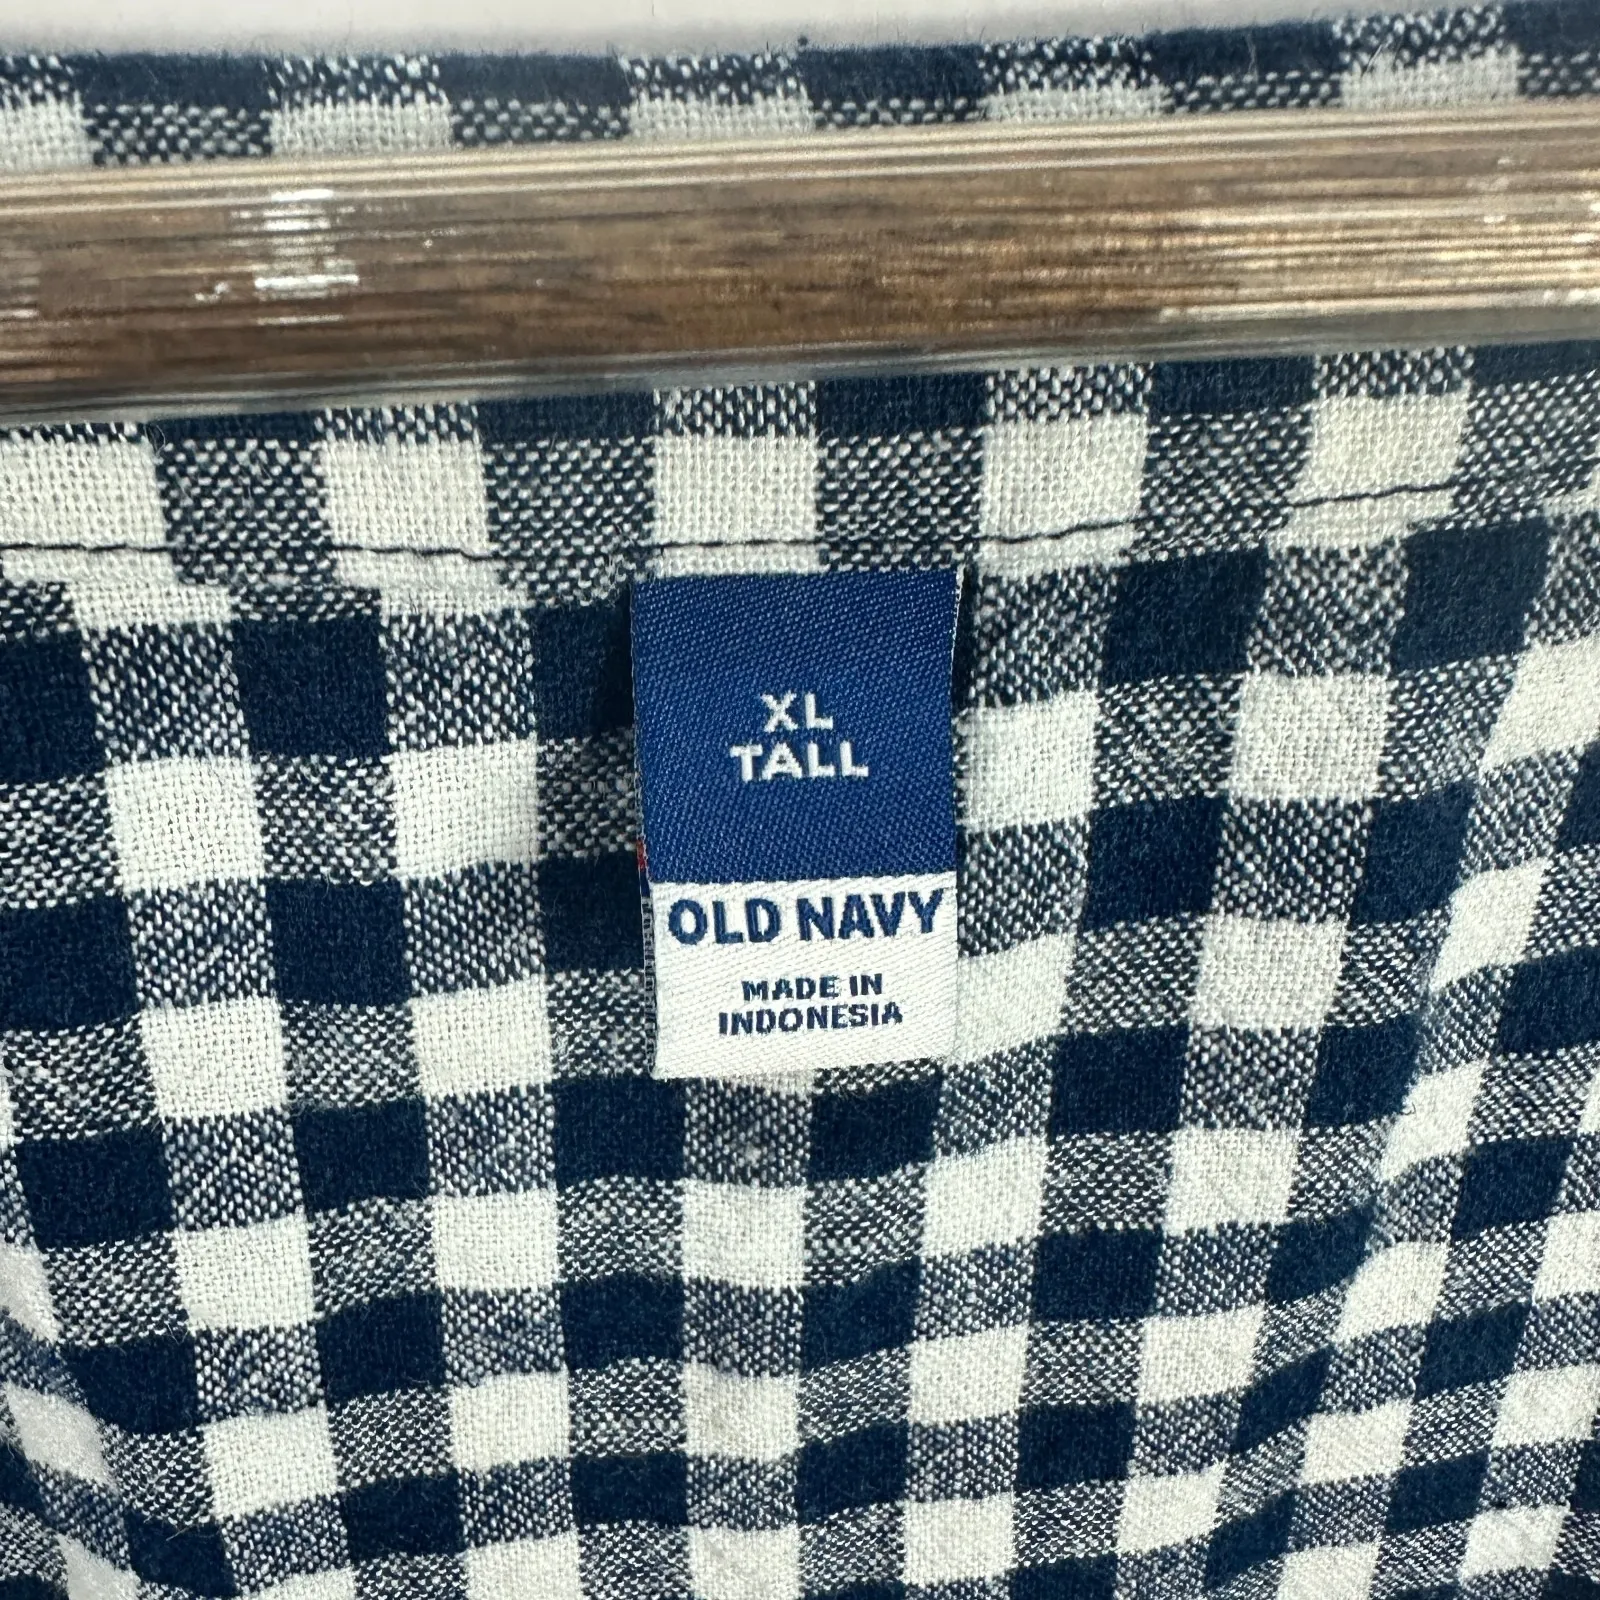 XL
TALL
OLD NAVY
MADE IN
INDONESIA